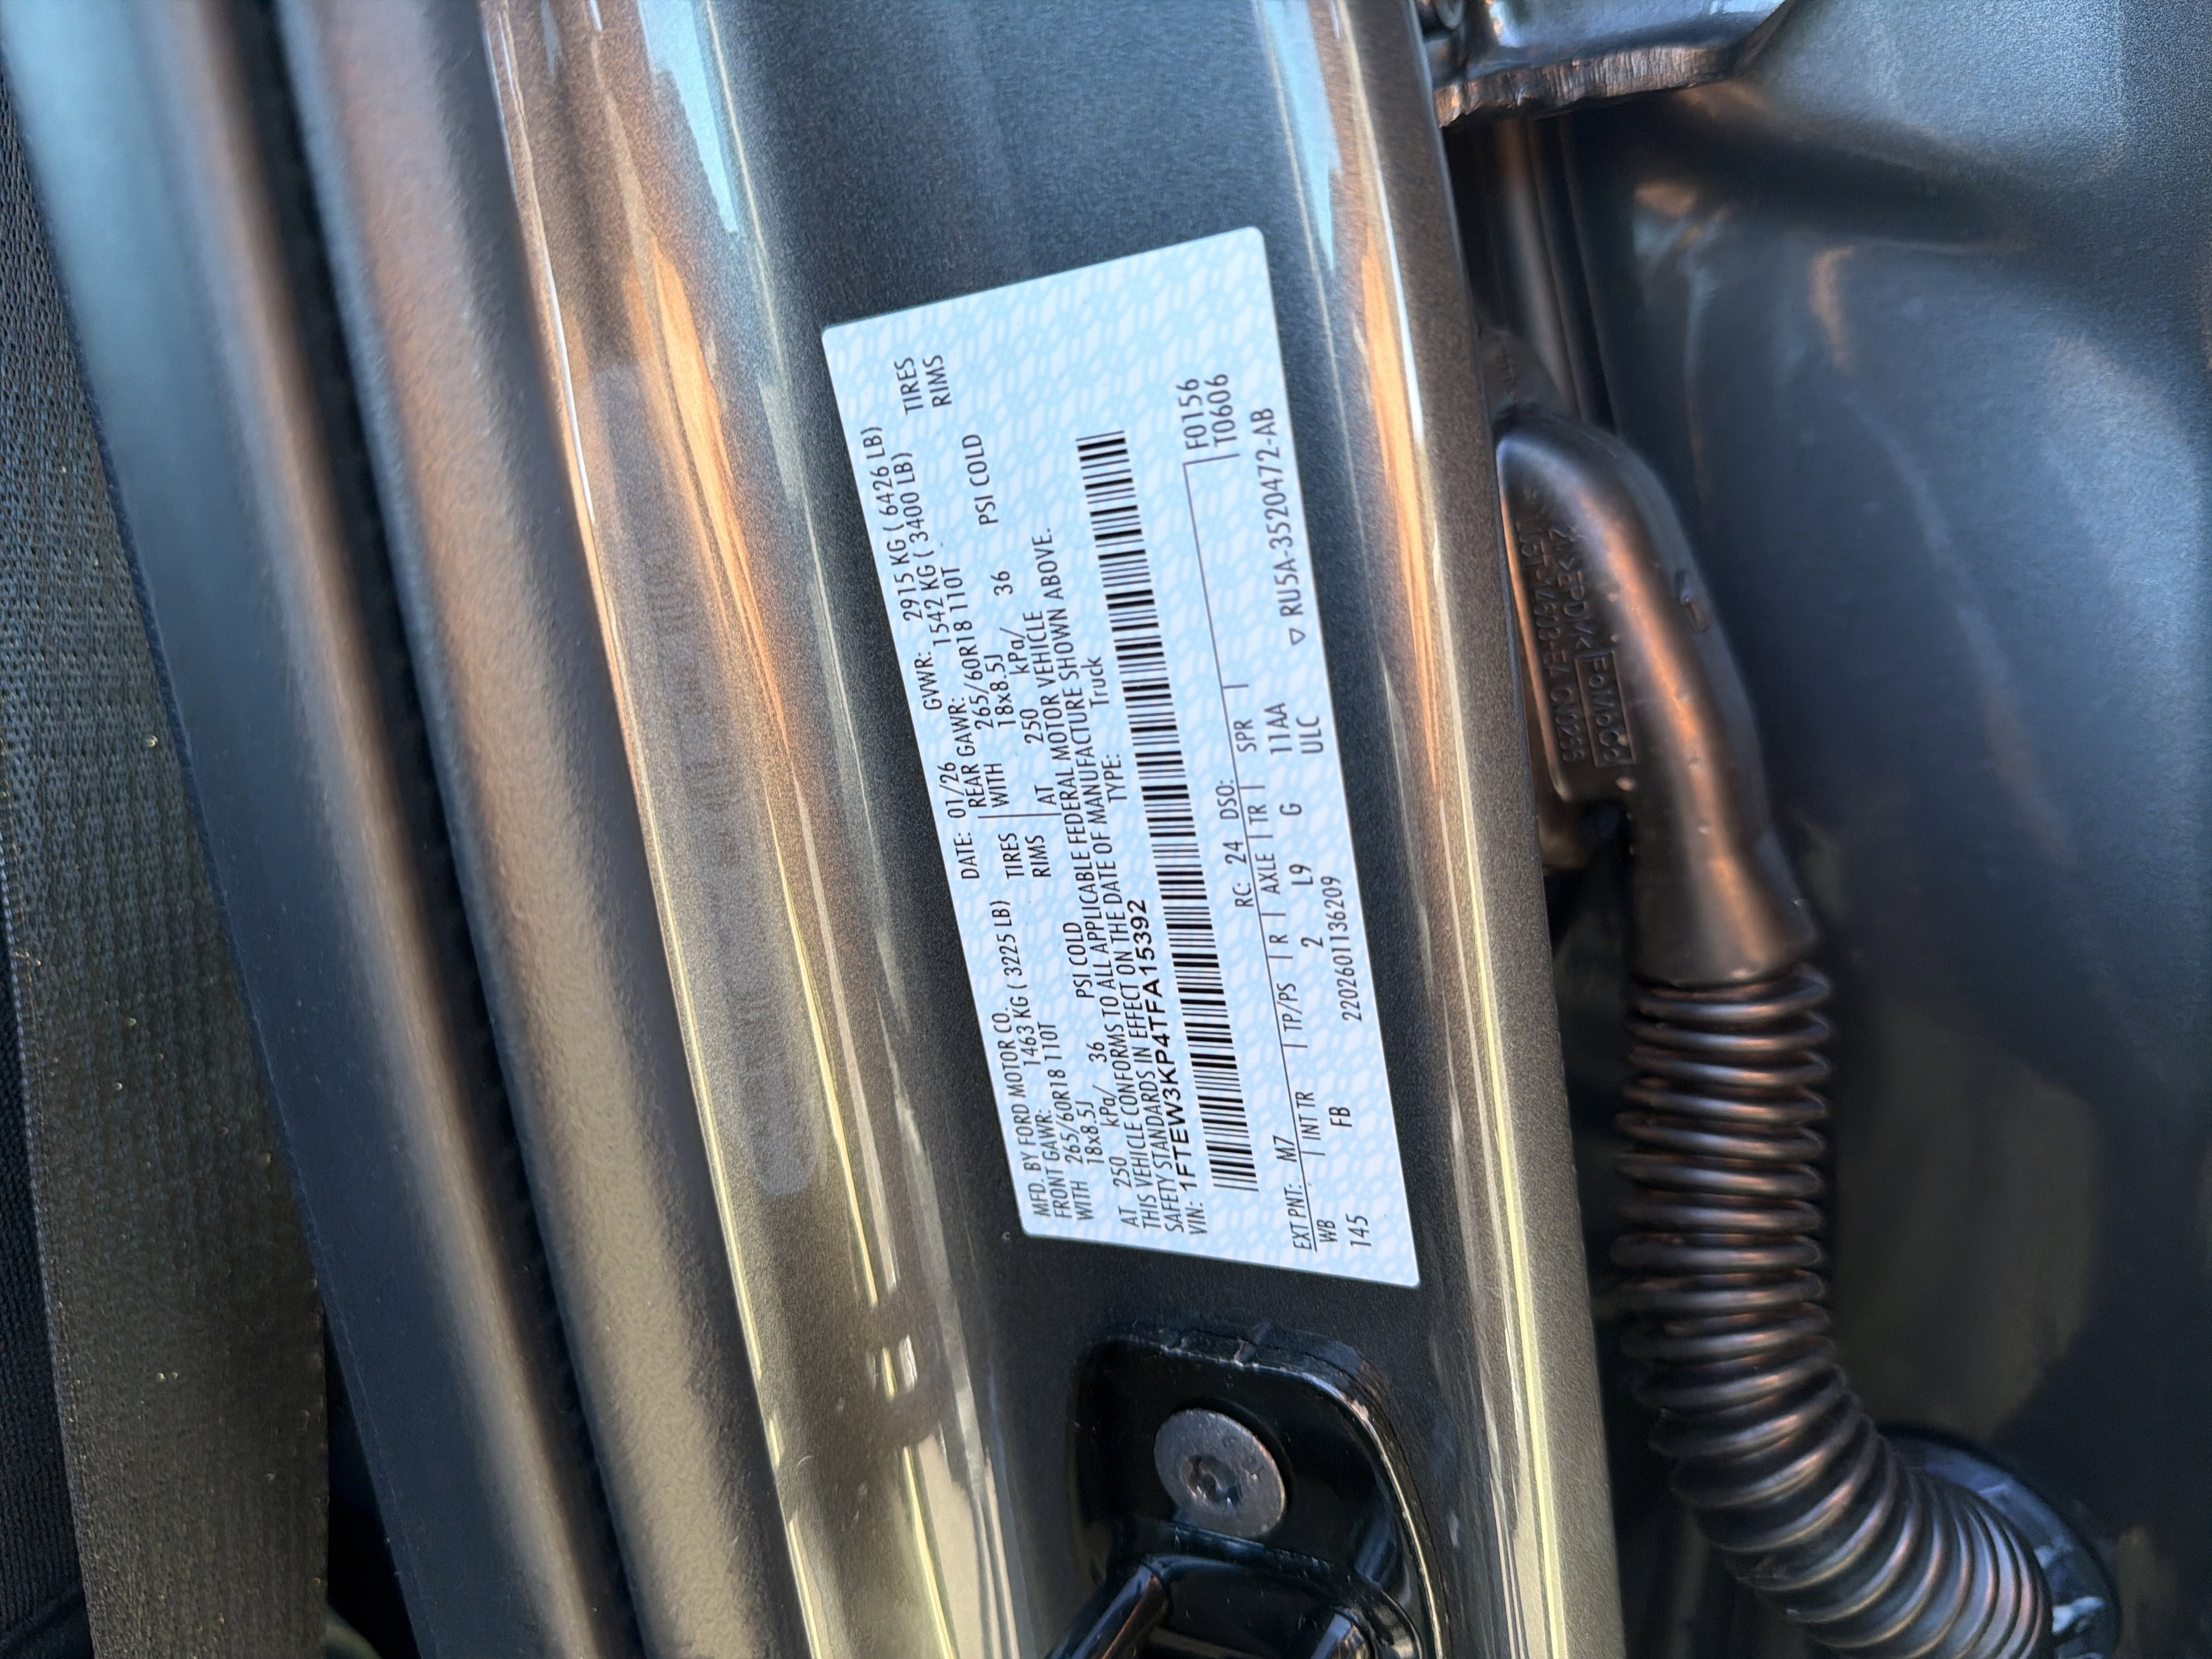 MFD. BY FORD MOTOR CO. DATE: 01/26 GVWR: 2915 KG ( 6426 LB)
FRONT GAWR: 1463 KG ( 3225 LB) REAR GAWR: 1542 KG ( 3400 LB)
WITH 265/60R18 110T TIRES WITH 265/60R18 110T TIRES
18x8.5J RIMS 18x8.5J RIMS
AT 250 kPa/ 36 PSI COLD AT 250 kPa/ 36 PSI COLD
THIS VEHICLE CONFORMS TO ALL APPLICABLE FEDERAL MOTOR VEHICLE
SAFETY STANDARDS IN EFFECT ON THE DATE OF MANUFACTURE SHOWN ABOVE.
VIN: 1FTEW3KP4TFA15392 TYPE: Truck
F0156
T0606
EXT PNT: M7 RC: 24 DSO:
WB INT TR TP/PS R AXLE TR SPR
145 FB 2 L9 G 11AA
2202601136209 ULC ▽ RU5A-3520472-AB